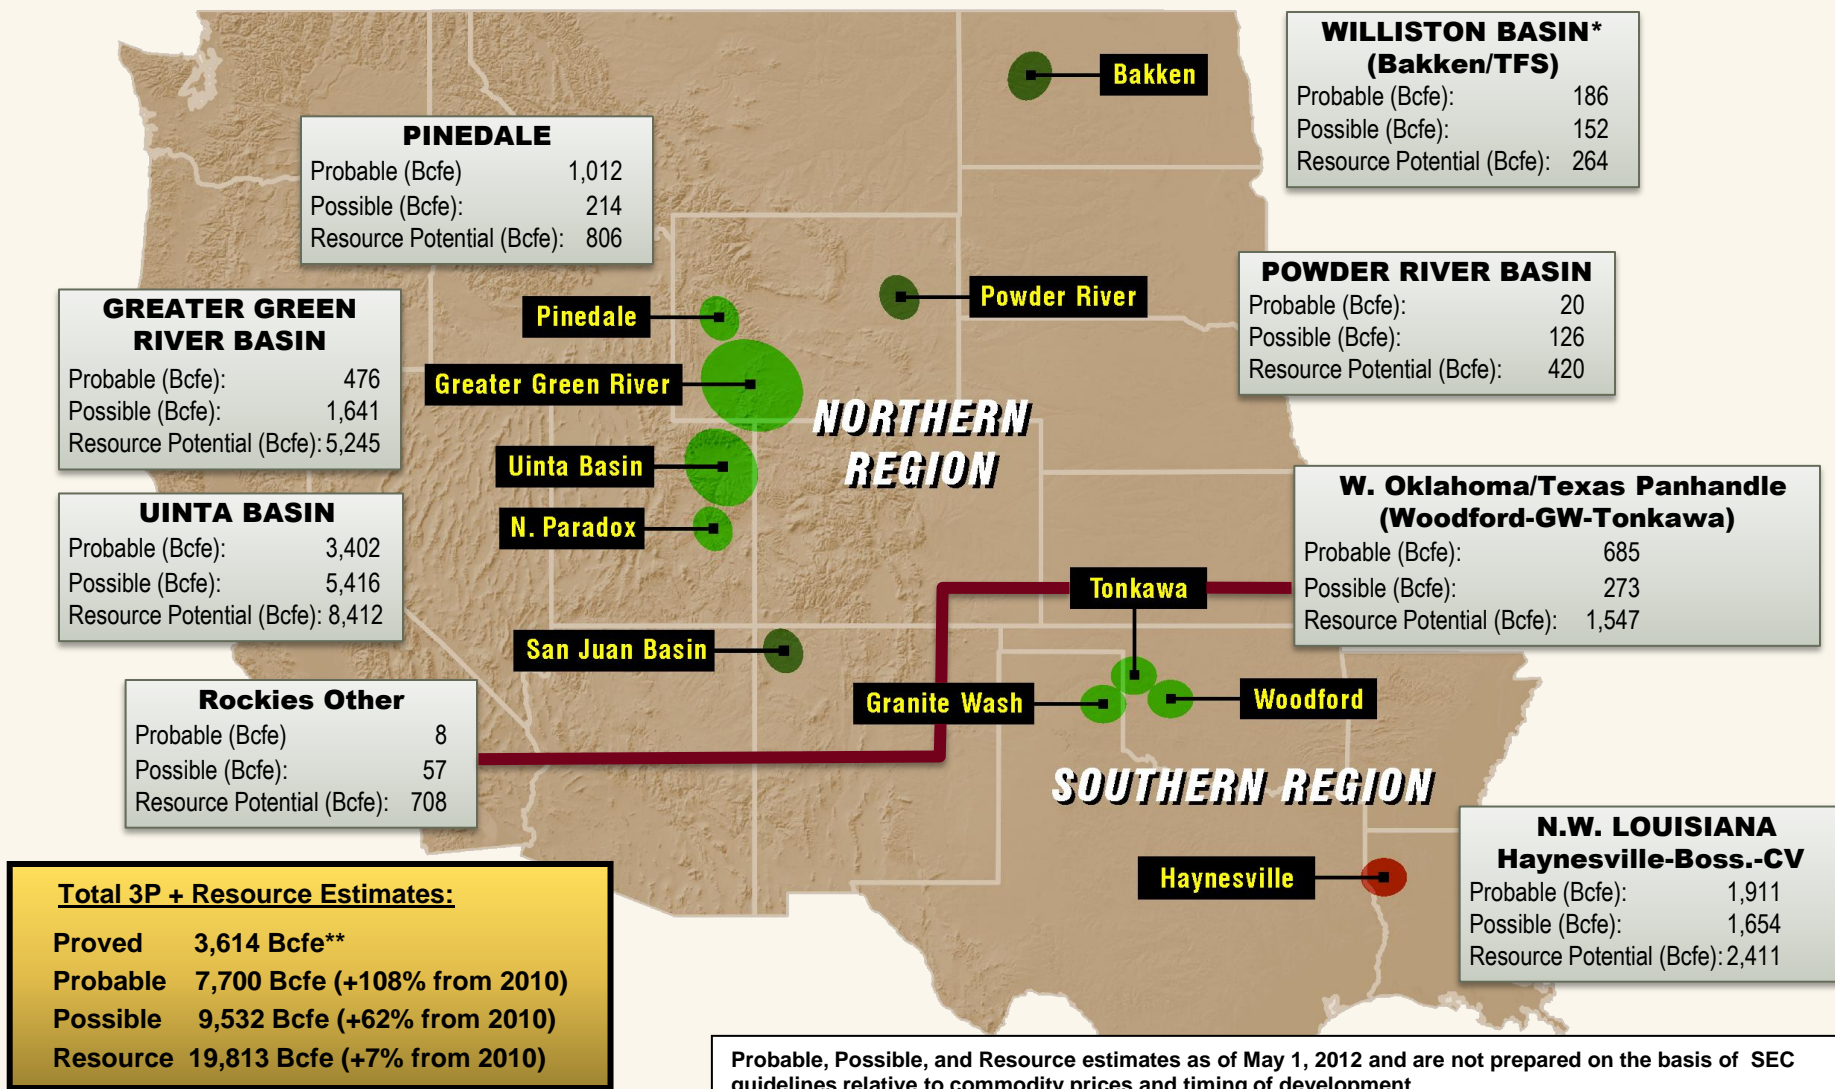 WILLISTON BASIN*
(Bakken/TFS)
Probable (Bcfe): 186
Possible (Bcfe): 152
Resource Potential (Bcfe): 264
Bakken
PINEDALE
Probable (Bcfe) 1,012
Possible (Bcfe): 214
Resource Potential (Bcfe): 806
POWDER RIVER BASIN
Probable (Bcfe): 20
Possible (Bcfe): 126
Resource Potential (Bcfe): 420
Powder River
GREATER GREEN
RIVER BASIN
Probable (Bcfe): 476
Possible (Bcfe): 1,641
Resource Potential (Bcfe): 5,245
Pinedale
Greater Green River
NORTHERN
REGION
Uinta Basin
N. Paradox
UINTA BASIN
Probable (Bcfe): 3,402
Possible (Bcfe): 5,416
Resource Potential (Bcfe): 8,412
W. Oklahoma/Texas Panhandle
(Woodford-GW-Tonkawa)
Probable (Bcfe): 685
Possible (Bcfe): 273
Resource Potential (Bcfe): 1,547
Tonkawa
San Juan Basin
Granite Wash
Woodford
Rockies Other
Probable (Bcfe) 8
Possible (Bcfe): 57
Resource Potential (Bcfe): 708
SOUTHERN REGION
Haynesville
N.W. LOUISIANA
Haynesville-Boss.-CV
Probable (Bcfe): 1,911
Possible (Bcfe): 1,654
Resource Potential (Bcfe): 2,411
Total 3P + Resource Estimates:
Proved 3,614 Bcfe**
Probable 7,700 Bcfe (+108% from 2010)
Possible 9,532 Bcfe (+62% from 2010)
Resource 19,813 Bcfe (+7% from 2010)
Probable, Possible, and Resource estimates as of May 1, 2012 and are not prepared on the basis of SEC
guidelines relative to commodity prices and timing of development